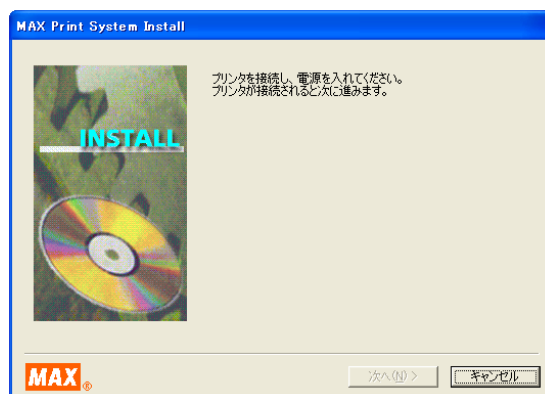 MAX Print System Install
プリンタを接続し、電源を入れてください。
プリンタが接続されると次に進みます。
INSTALL
MAX®
次へ(N) >
キャンセル